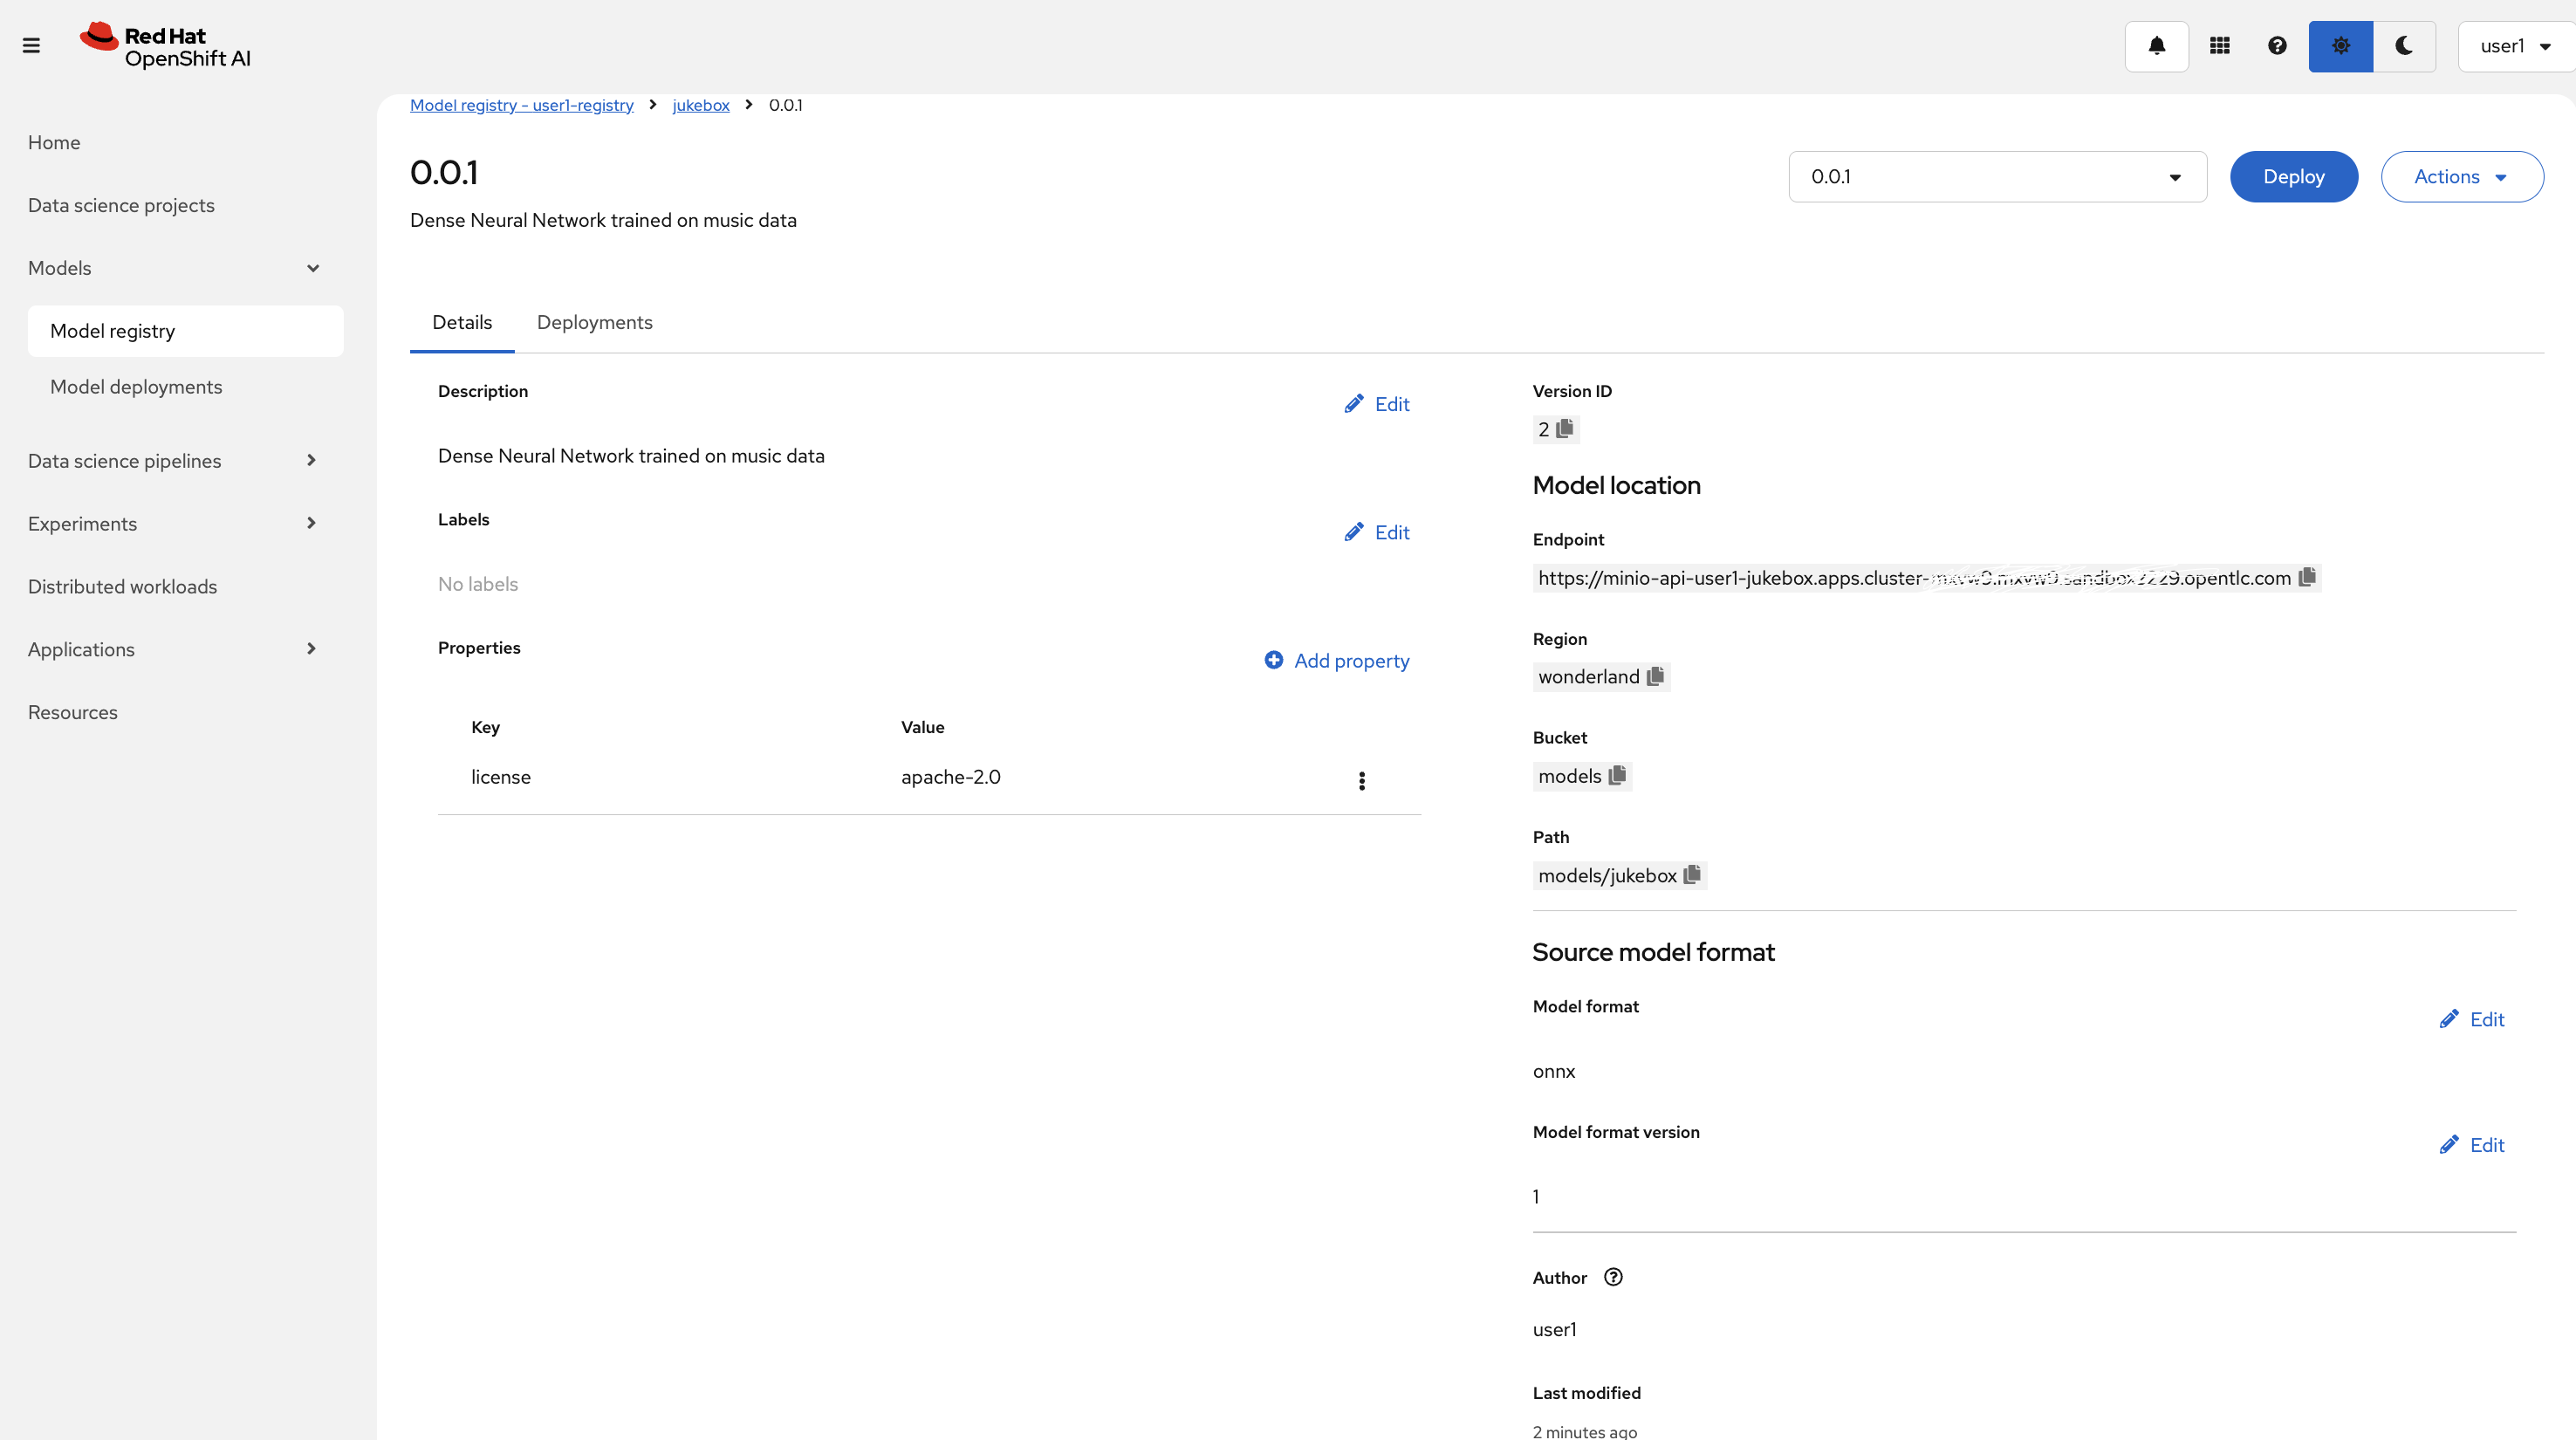 Red Hat
OpenShift AI
user1
Home
Data science projects
Models
Model registry
Model deployments
Data science pipelines
Experiments
Distributed workloads
Applications
Resources
Model registry - user1-registry > jukebox > 0.0.1
0.0.1
0.0.1
Deploy
Actions
Dense Neural Network trained on music data
Details
Deployments
Description
Edit
Dense Neural Network trained on music data
Labels
Edit
No labels
Properties
Add property
Key
Value
license
apache-2.0
Version ID
2
Model location
Endpoint
https://minio-api-user1-jukebox.apps.cluster- .opentlc.com
Region
wonderland
Bucket
models
Path
models/jukebox
Source model format
Model format
Edit
onnx
Model format version
Edit
1
Author
user1
Last modified
2 minutes ago